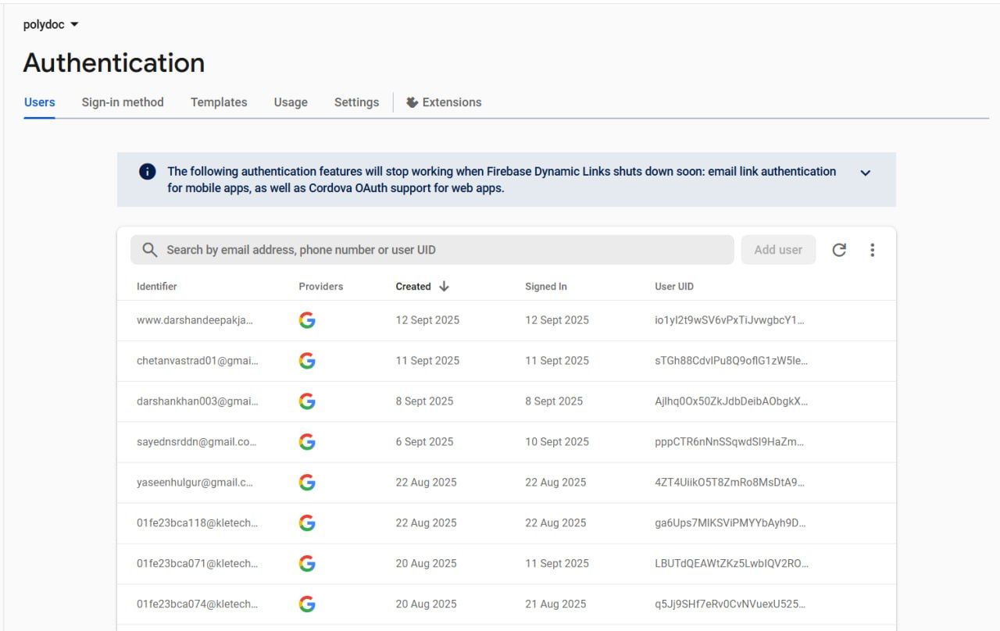 polydoc
Authentication
Users Sign-in method Templates Usage Settings Extensions
The following authentication features will stop working when Firebase Dynamic Links shuts down soon: email link authentication
for mobile apps, as well as Cordova OAuth support for web apps.
Search by email address, phone number or user UID Add user
Identifier Providers Created Signed In User UID
www.darshandeepakja... 12 Sept 2025 12 Sept 2025 io1yI2t9wSV6vPxTiJvwgbcY1...
chetanvastrad01@gmai... 11 Sept 2025 11 Sept 2025 sTGh88CdvIPu8Q9oflG1zW5Ie...
darshankhan003@gmai... 8 Sept 2025 8 Sept 2025 AjIhq0Ox50ZkJdbDeibAObgkX...
sayednsrddn@gmail.co... 6 Sept 2025 10 Sept 2025 pppCTR6nNnSSqwdSI9HaZm...
yaseenhulgur@gmail.c... 22 Aug 2025 22 Aug 2025 4ZT4UiikO5T8ZmRo8MsDtA9...
01fe23bca118@kletech... 22 Aug 2025 22 Aug 2025 ga6Ups7MIKSViPMYYbAyh9D...
01fe23bca071@kletech... 20 Aug 2025 11 Sept 2025 LBUTdQEAWtZKz5LwbIQV2RO...
01fe23bca074@kletech... 20 Aug 2025 21 Aug 2025 q5Jj9SHf7eRv0CvNVuexU525...